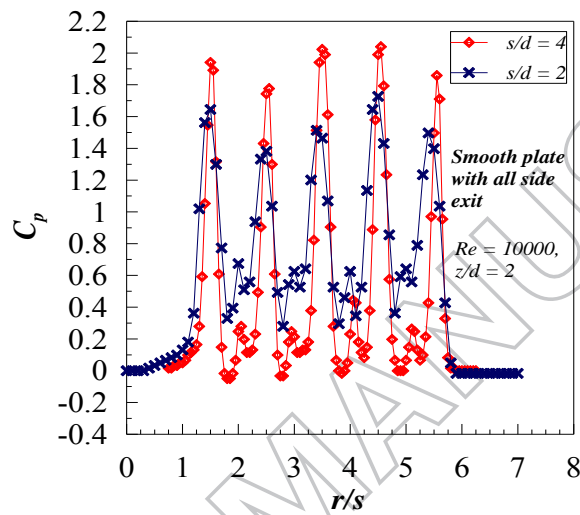 2.2
2
1.8
1.6
1.4
1.2
1
0.8
0.6
0.4
0.2
0
-0.2
-0.4
C_p
s/d = 4
s/d = 2
Smooth plate
with all side
exit
Re = 10000,
z/d = 2
MANUS
0 1 2 3 4 5 6 7 8
r/s